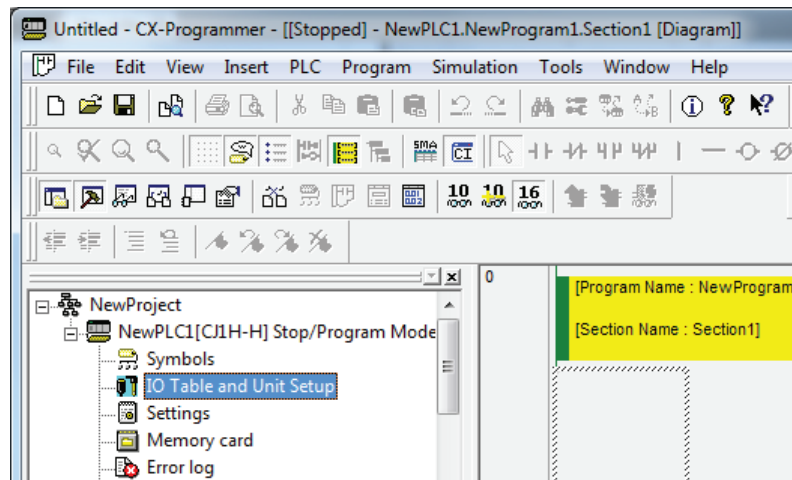 Untitled - CX-Programmer - [[Stopped] - NewPLC1.NewProgram1.Section1 [Diagram]]
File Edit View Insert PLC Program Simulation Tools Window Help
SMA CI
10 10 16
0
[Program Name : NewProgram
NewProject
NewPLC1[CJ1H-H] Stop/Program Mode
[Section Name : Section1]
Symbols
IO Table and Unit Setup
Settings
Memory card
Error log